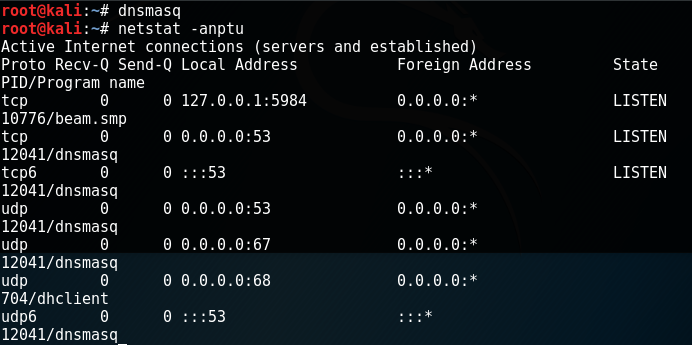 root@kali:~# dnsmasq
root@kali:~# netstat -anptu
Active Internet connections (servers and established)
Proto Recv-Q Send-Q Local Address           Foreign Address         State
PID/Program name
tcp        0      0 127.0.0.1:5984          0.0.0.0:*               LISTEN
10776/beam.smp
tcp        0      0 0.0.0.0:53              0.0.0.0:*               LISTEN
12041/dnsmasq
tcp6       0      0 :::53                   :::*                    LISTEN
12041/dnsmasq
udp        0      0 0.0.0.0:53              0.0.0.0:*
12041/dnsmasq
udp        0      0 0.0.0.0:67              0.0.0.0:*
12041/dnsmasq
udp        0      0 0.0.0.0:68              0.0.0.0:*
704/dhclient
udp6       0      0 :::53                   :::*
12041/dnsmasq